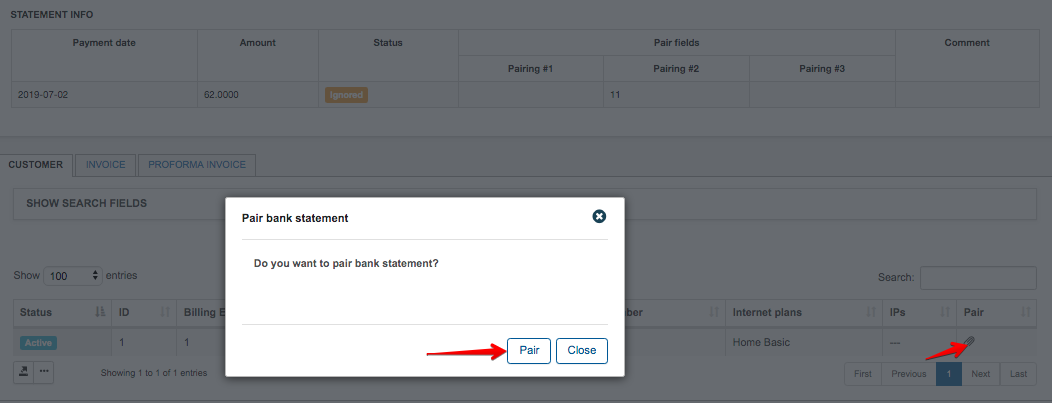 STATEMENT INFO
Payment date Amount Status Pair fields Comment
Pairing #1 Pairing #2 Pairing #3
2019-07-02 62.0000 Ignored 11
CUSTOMER INVOICE PROFORMA INVOICE
SHOW SEARCH FIELDS
Pair bank statement
Do you want to pair bank statement?
Show 100 entries Search:
Status ID Billing E ber Internet plans IPs Pair
Active 1 1 Home Basic ---
Pair Close
Showing 1 to 1 of 1 entries First Previous 1 Next Last